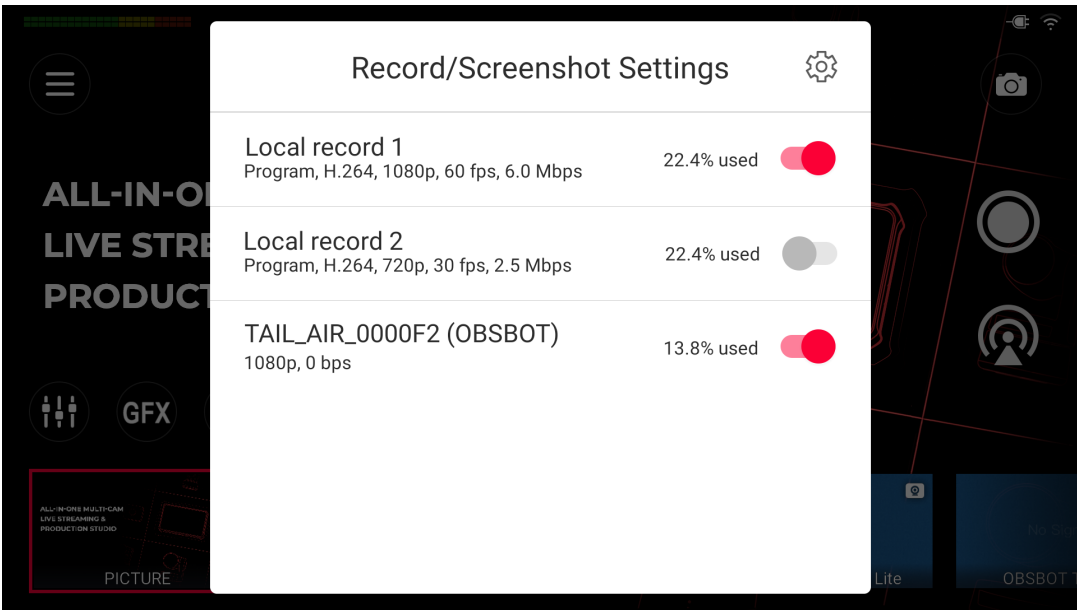 Record/Screenshot Settings
Local record 1
Program, H.264, 1080p, 60 fps, 6.0 Mbps
22.4% used
Local record 2
Program, H.264, 720p, 30 fps, 2.5 Mbps
22.4% used
TAIL_AIR_0000F2 (OBSBOT)
1080p, 0 bps
13.8% used
ALL-IN-O
LIVE STRE
PRODUCT
GFX
ALL-IN-ONE MULTI-CAM
LIVE STREAMING &
PRODUCTION STUDIO
PICTURE
Lite
No Sig
OBSBOT T